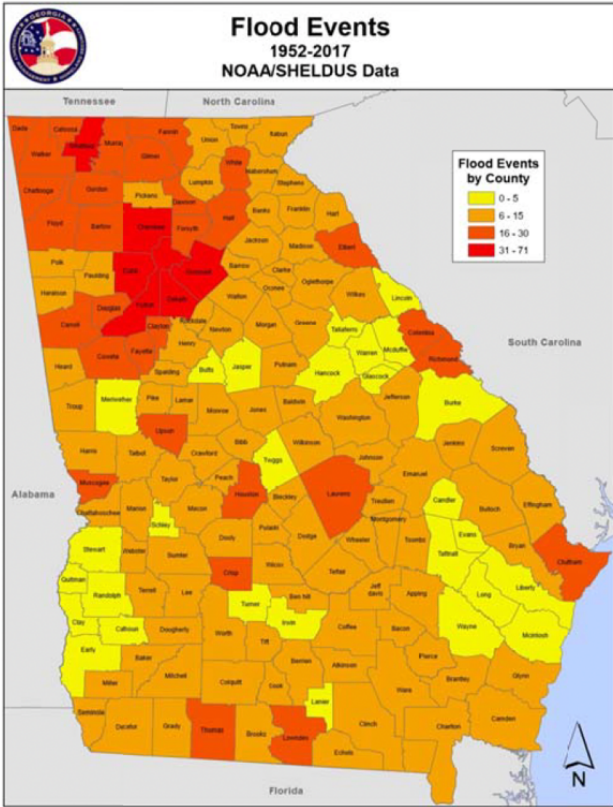 Flood Events
1952-2017
NOAA/SHELDUS Data
GEORGIA
Tennessee
North Carolina
Flood Events
by County
0 - 5
6 - 15
16 - 30
31 - 71
South Carolina
Alabama
Florida
N
Dade
Catoosa
Fannin
Walker
Murray
Gilmer
Union
Towns
Rabun
White
Habersham
Chattooga
Gordon
Pickens
Lumpkin
Dawson
Stephens
Floyd
Bartow
Cherokee
Forsyth
Hall
Banks
Franklin
Hart
Jackson
Madison
Elbert
Polk
Paulding
Cobb
Gwinnett
Barrow
Clarke
Oglethorpe
Wilkes
Lincoln
Haralson
Douglas
Fulton
Dekalb
Walton
Oconee
Greene
Taliaferro
Columbia
Carroll
Clayton
Rockdale
Newton
Morgan
Warren
Mcduffie
Richmond
Coweta
Fayette
Henry
Heard
Spalding
Butts
Jasper
Putnam
Hancock
Glascock
Troup
Meriwether
Pike
Lamar
Monroe
Jones
Baldwin
Washington
Jefferson
Burke
Upson
Harris
Talbot
Crawford
Bibb
Twiggs
Wilkinson
Johnson
Jenkins
Screven
Muscogee
Taylor
Peach
Houston
Bleckley
Laurens
Treutlen
Emanuel
Candler
Bulloch
Effingham
Chattahoochee
Marion
Schley
Macon
Dooly
Pulaski
Dodge
Wheeler
Montgomery
Toombs
Evans
Tattnall
Bryan
Chatham
Stewart
Webster
Sumter
Crisp
Wilcox
Telfair
Jeff
davis
Appling
Long
Liberty
Quitman
Randolph
Terrell
Lee
Turner
Ben Hill
Irwin
Coffee
Bacon
Wayne
Mcintosh
Clay
Calhoun
Dougherty
Worth
Tift
Early
Baker
Mitchell
Colquitt
Cook
Berrien
Atkinson
Pierce
Ware
Brantley
Glynn
Miller
Lanier
Clinch
Seminole
Decatur
Grady
Thomas
Brooks
Lowndes
Echols
Charlton
Camden